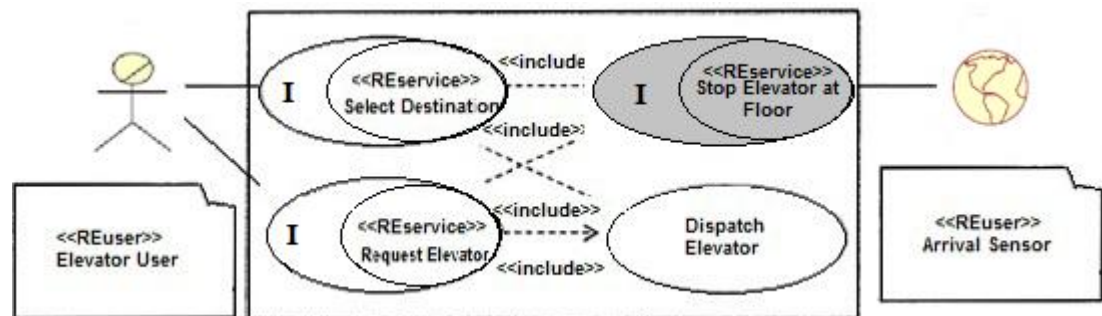 <<include
<<REservice>>
Select Destination
I
<<REservice>>
Stop Elevator at
Floor
I
<<include>>
<<REuser>>
Elevator User
<<REservice>>
Request Elevator
I
<<include>>
<<include>>
Dispatch
Elevator
<<REuser>>
Arrival Sensor